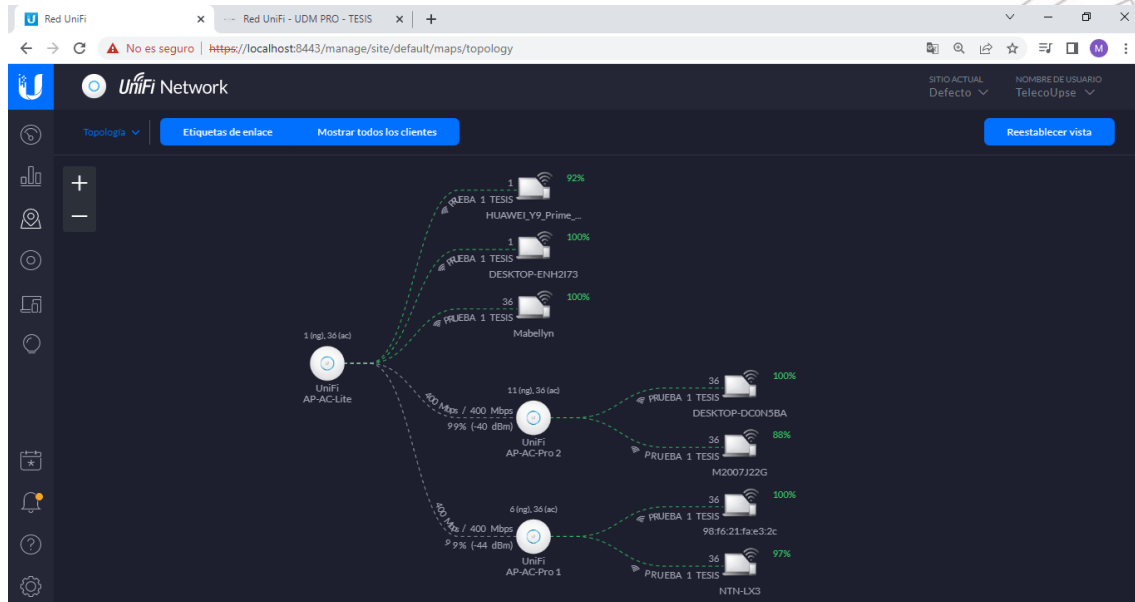 Red UniFi
Red UniFi - UDM PRO - TESIS
No es seguro | https://localhost:8443/manage/site/default/maps/topology
M
UniFi Network
SITIO ACTUAL
Defecto
NOMBRE DE USUARIO
TelecoUpse
Topología
Etiquetas de enlace
Mostrar todos los clientes
Reestablecer vista
1
92%
PRUEBA 1 TESIS
HUAWEI_Y9_Prime_...
1
100%
PRUEBA 1 TESIS
DESKTOP-ENH2I73
36
100%
PRUEBA 1 TESIS
Mabellyn
1 (ng), 36 (ac)
UniFi
AP-AC-Lite
400 Mbps / 400 Mbps
99% (-40 dBm)
11 (ng), 36 (ac)
UniFi
AP-AC-Pro 2
36
100%
PRUEBA 1 TESIS
DESKTOP-DC0N5BA
36
88%
PRUEBA 1 TESIS
M2007J22G
400 Mbps / 400 Mbps
99% (-44 dBm)
6 (ng), 36 (ac)
UniFi
AP-AC-Pro 1
36
100%
PRUEBA 1 TESIS
98:f6:21:fa:e3:2c
36
97%
PRUEBA 1 TESIS
NTN-LX3